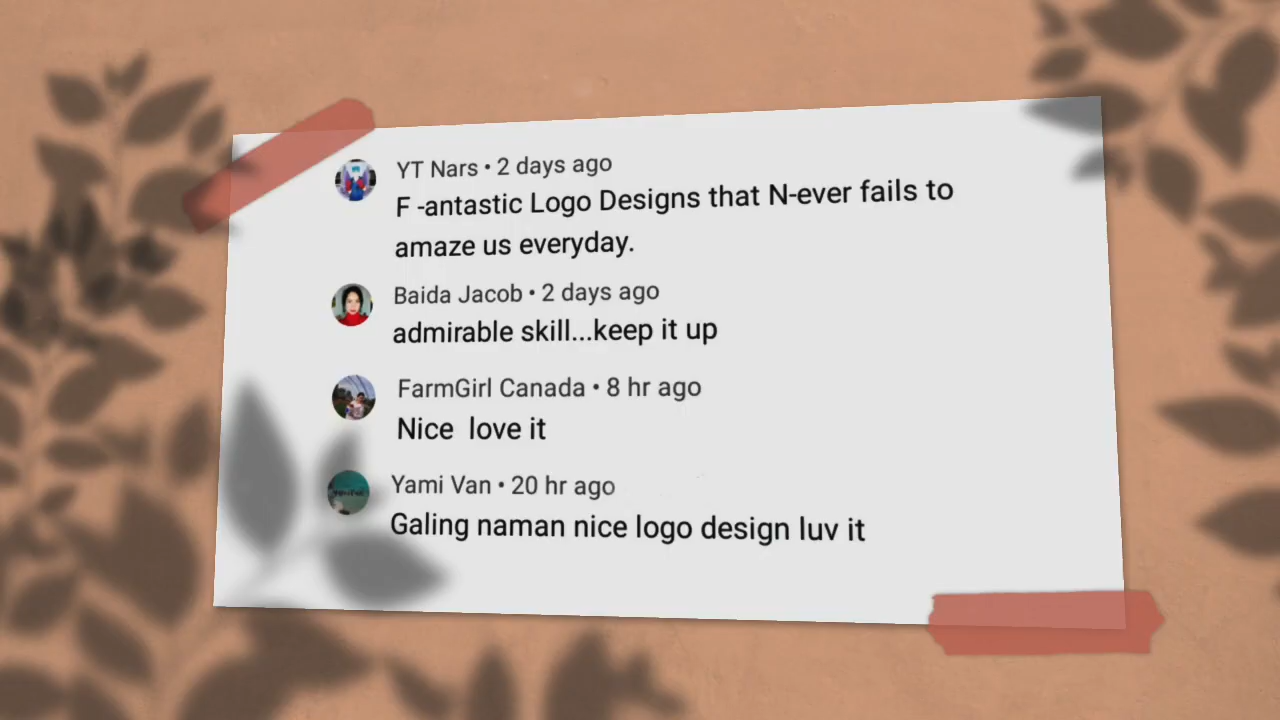 YT Nars • 2 days ago
F -antastic Logo Designs that N-ever fails to
amaze us everyday.
Baida Jacob • 2 days ago
admirable skill...keep it up
FarmGirl Canada • 8 hr ago
Nice  love it
Yami Van • 20 hr ago
Galing naman nice logo design luv it